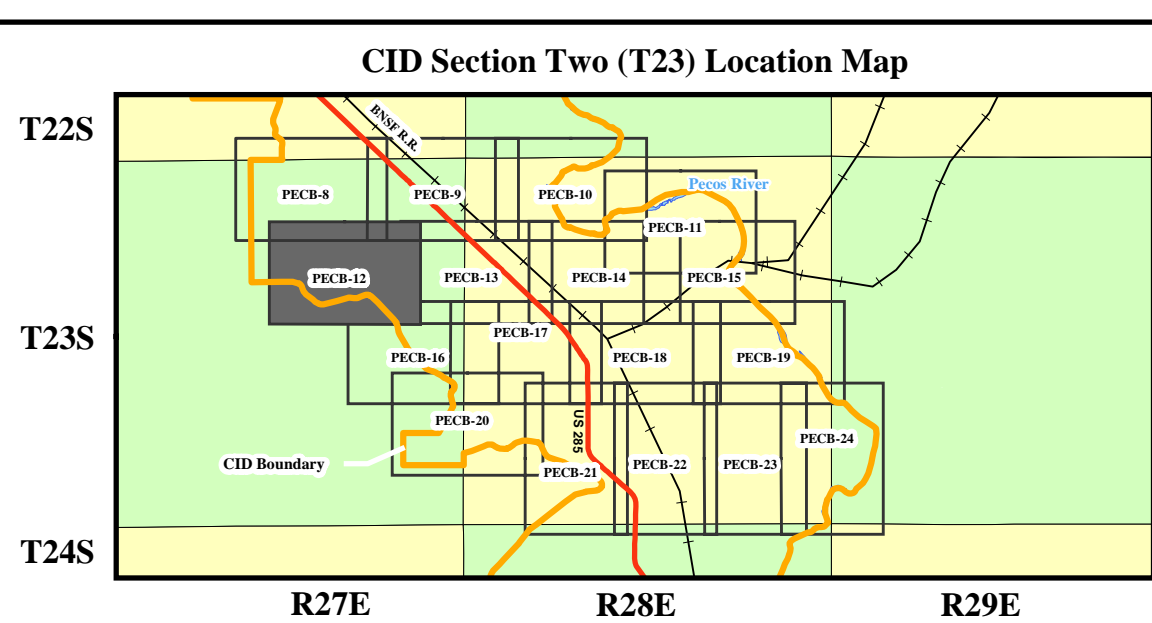 CID Section Two (T23) Location Map
T22S
BNSF R.R.
Pecos River
PECB-8
PECB-9
PECB-10
PECB-11
PECB-12
PECB-13
PECB-14
PECB-15
T23S
PECB-17
PECB-16
PECB-18
PECB-19
PECB-20
US 285
PECB-24
CID Boundary
PECB-21
PECB-22
PECB-23
T24S
R27E
R28E
R29E